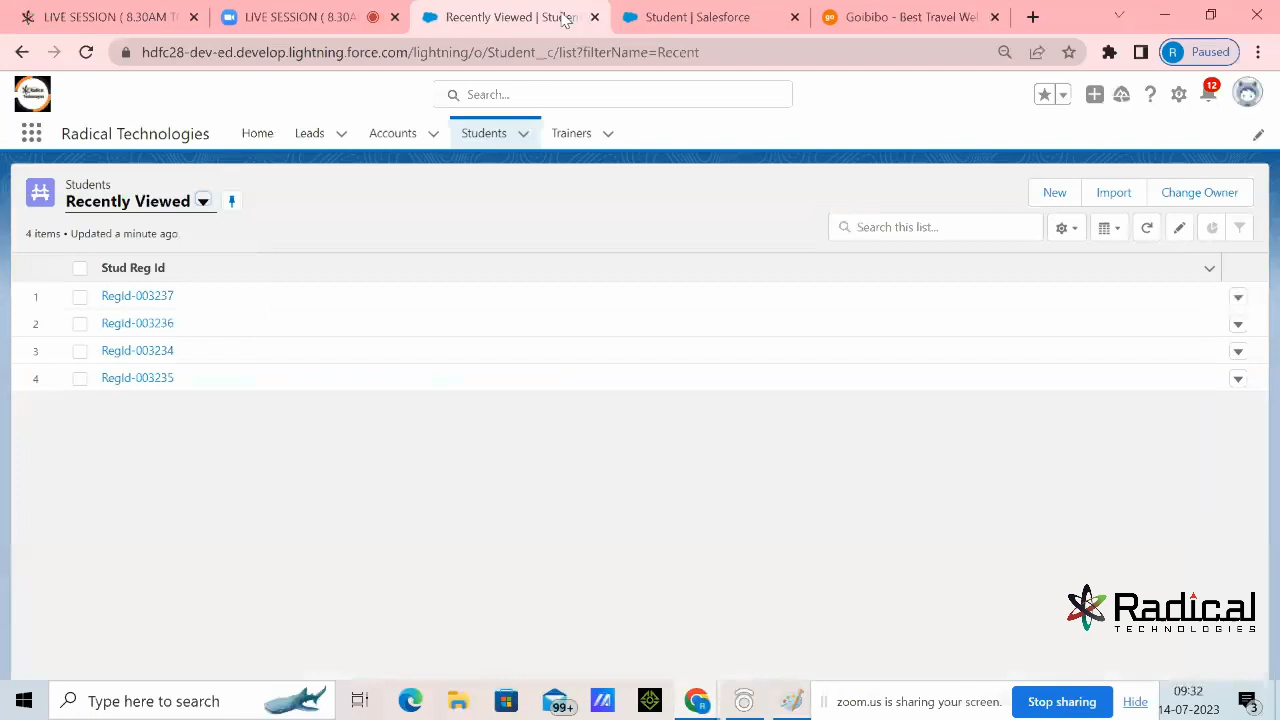 LIVE SESSION ( 8.30AM T
LIVE SESSION ( 8.30A
Recently Viewed | Studen
Student | Salesforce
Goibibo - Best Travel We
hdfc28-dev-ed.develop.lightning.force.com/lightning/o/Student__c/list?filterName=Recent
R
Paused
Search...
12
Radical Technologies
Home
Leads
Accounts
Students
Trainers
Students
Recently Viewed
New
Import
Change Owner
4 items • Updated a minute ago
Search this list...
Stud Reg Id
1
RegId-003237
2
RegId-003236
3
RegId-003234
4
RegId-003235
Radical
TECHNOLOGIES
Type here to search
99+
R
zoom.us is sharing your screen.
Stop sharing
Hide
09:32
14-07-2023
3